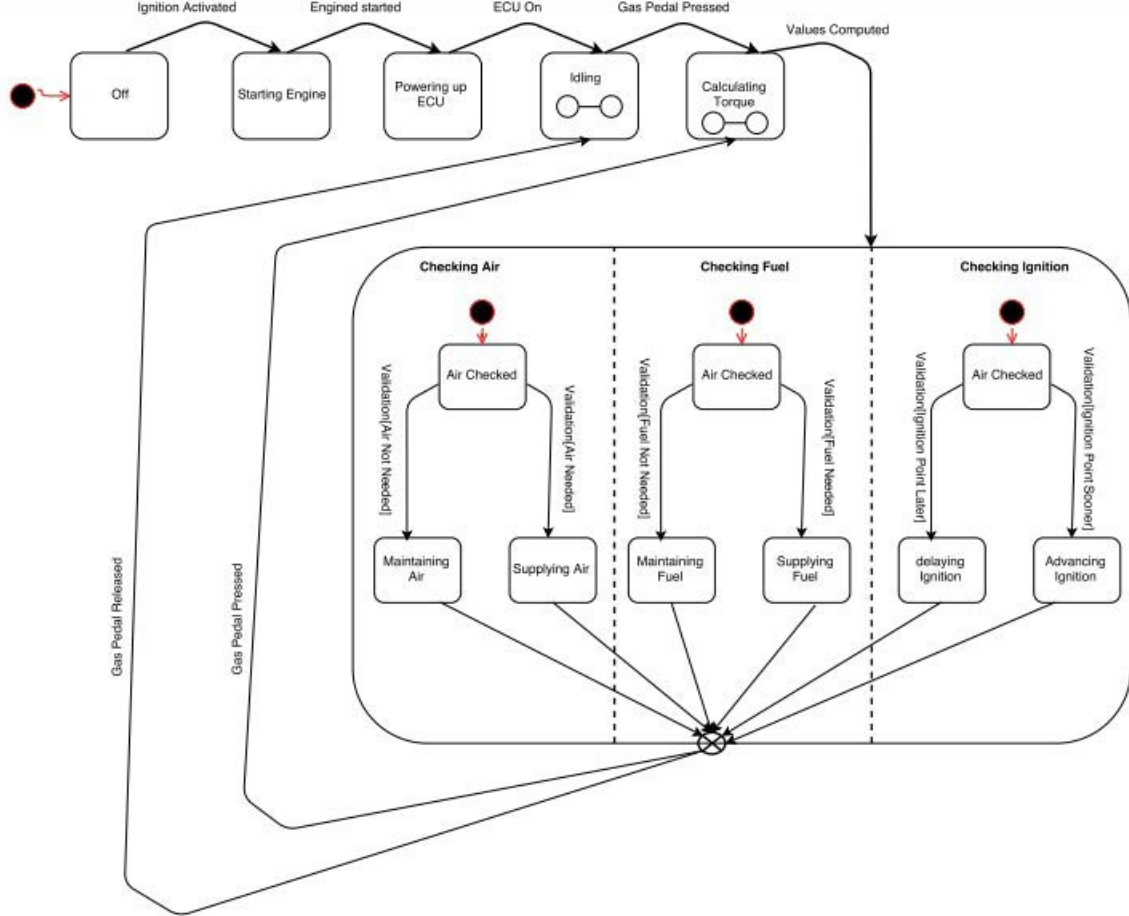 Ignition Activated
Engined started
ECU On
Gas Pedal Pressed
Values Computed
Off
Starting Engine
Powering up
ECU
Idling
Calculating
Torque
Checking Air
Checking Fuel
Checking Ignition
Air Checked
Air Checked
Air Checked
Validation[Air Not Needed]
Validation[Air Needed]
Validation[Fuel Not Needed]
Validation[Fuel Needed]
Validation[Ignition Point Later]
Validation[Ignition Point Sooner]
Maintaining
Air
Supplying Air
Maintaining
Fuel
Supplying
Fuel
delaying
Ignition
Advancing
Ignition
Gas Pedal Released
Gas Pedal Pressed